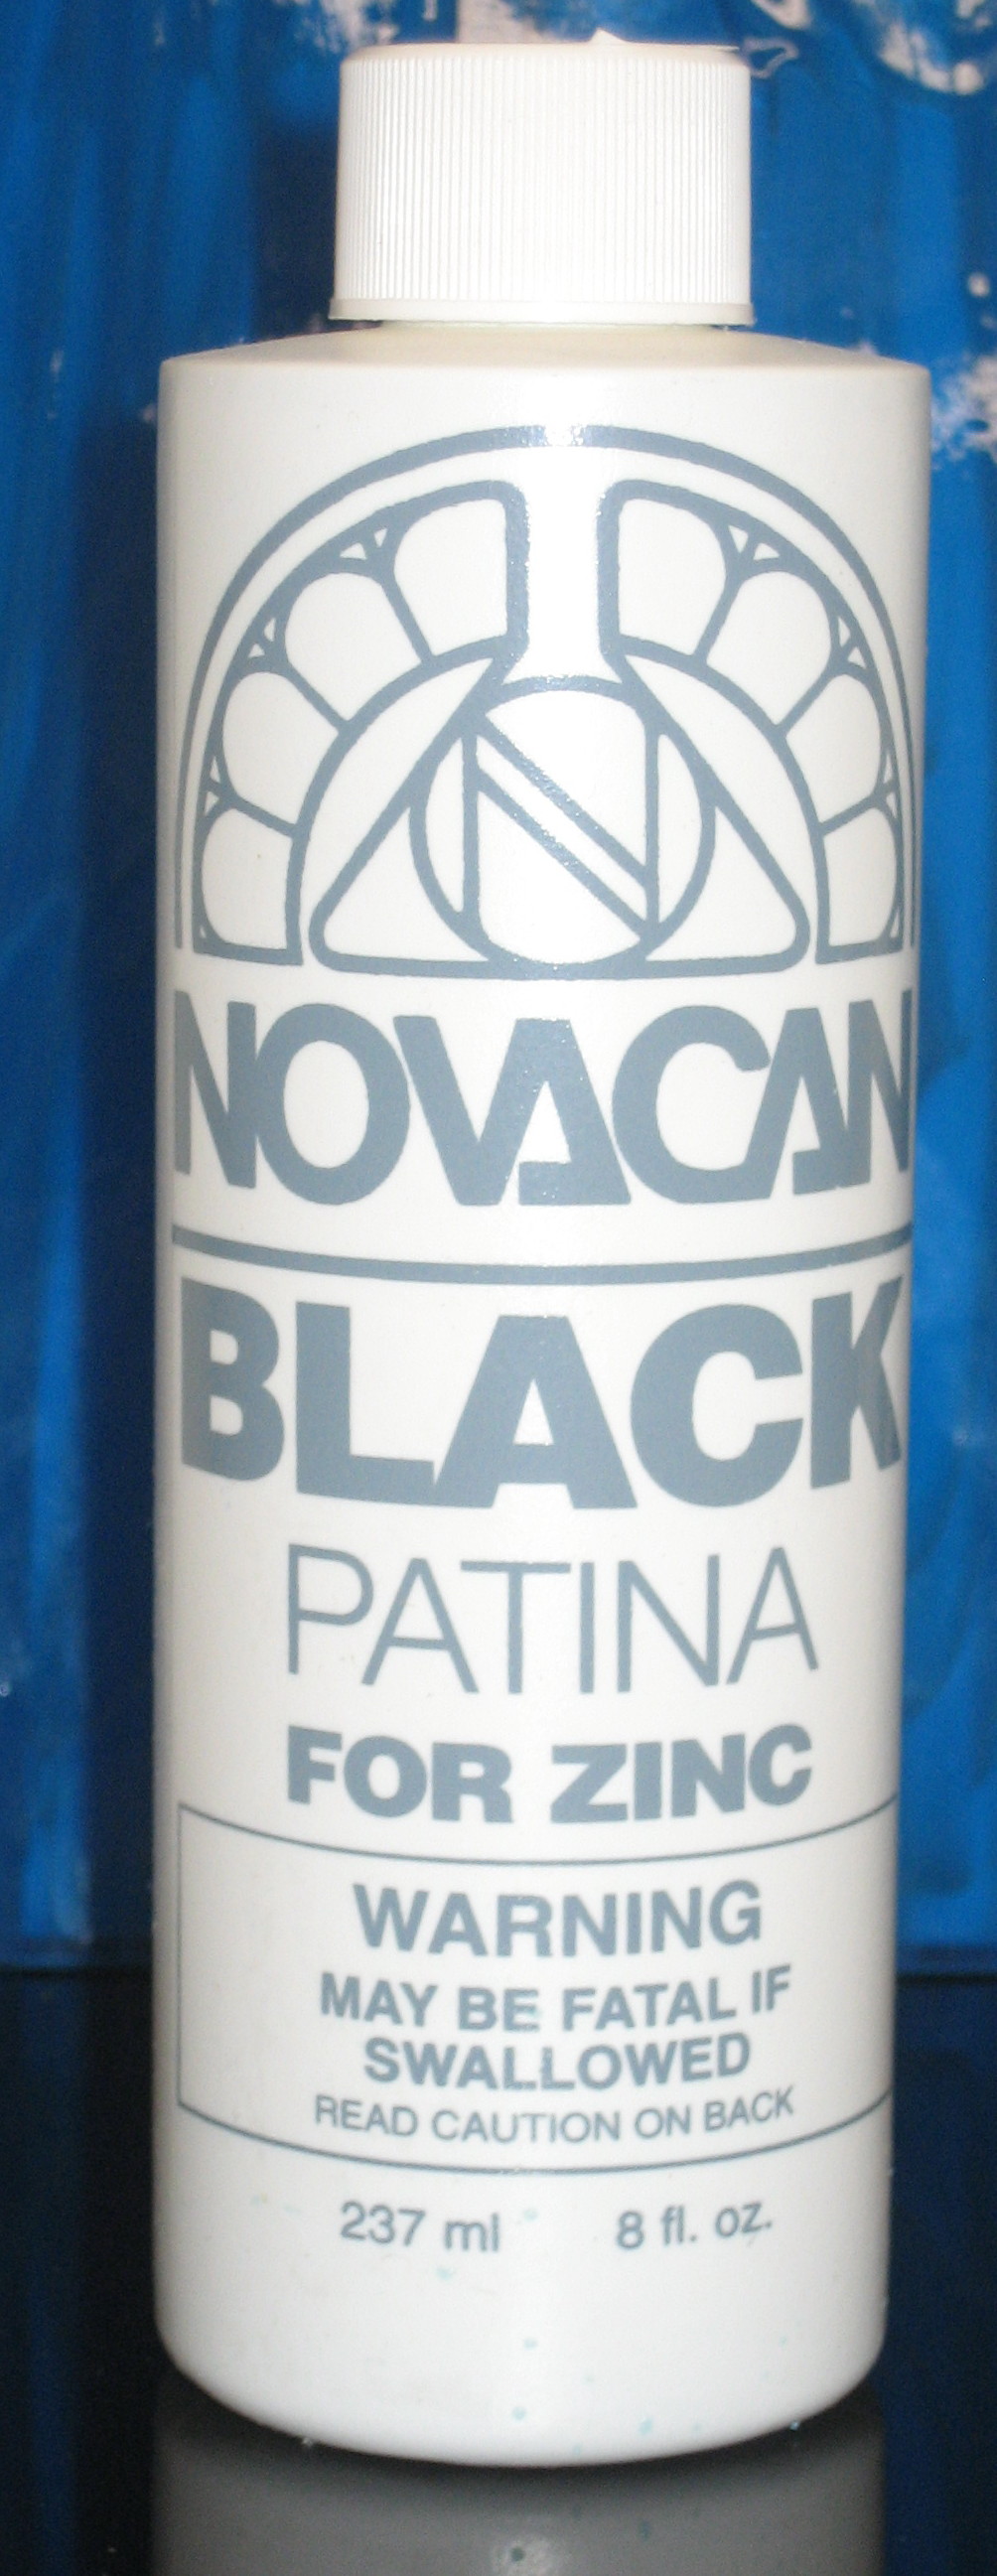 N
NOVACAN
BLACK
PATINA
FOR ZINC
WARNING
MAY BE FATAL IF
SWALLOWED
READ CAUTION ON BACK
237 ml 8 fl. oz.